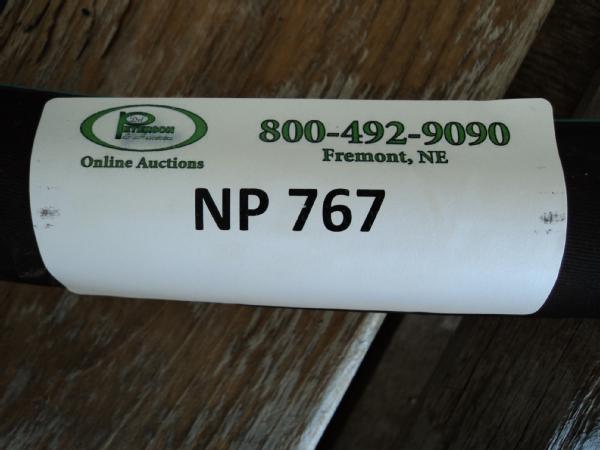 PETERSON
Online Auctions
800-492-9090
Fremont, NE
NP 767